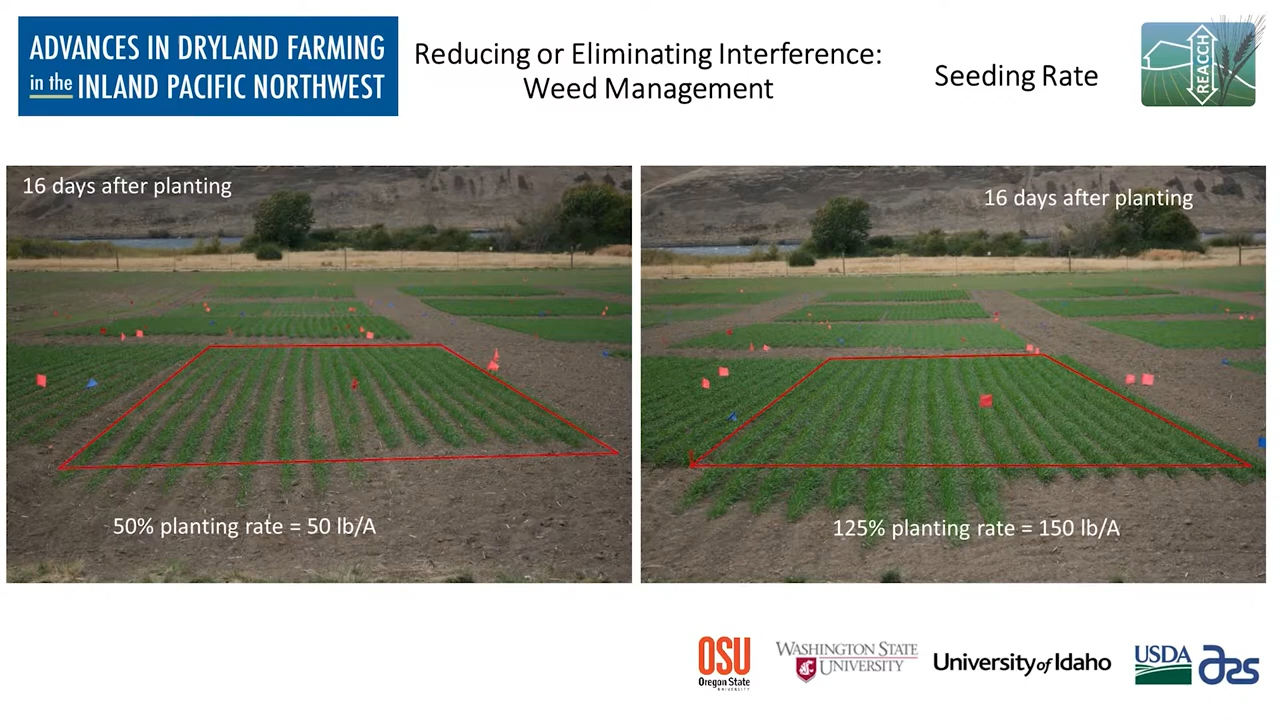 ADVANCES IN DRYLAND FARMING
in the INLAND PACIFIC NORTHWEST
Reducing or Eliminating Interference:
Weed Management
Seeding Rate
REACCH
16 days after planting
16 days after planting
50% planting rate = 50 lb/A
125% planting rate = 150 lb/A
OSU
Oregon State
UNIVERSITY
WASHINGTON STATE
UNIVERSITY
University of Idaho
USDA
ars